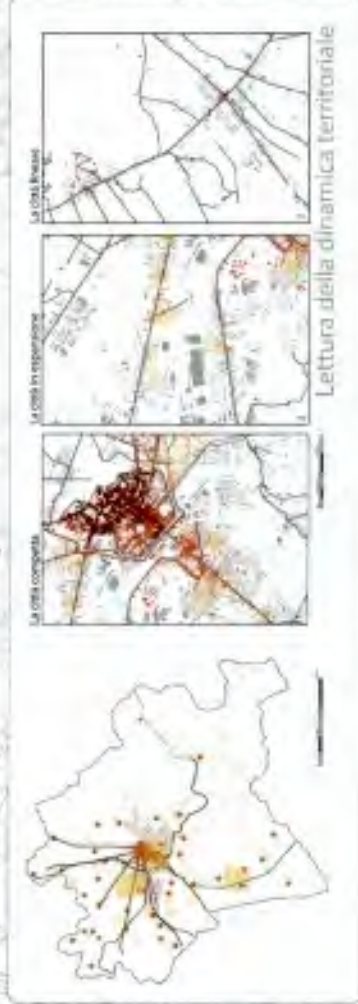 La città compatta
La città in espansione
La città lineare
Lettura della dinamica territoriale